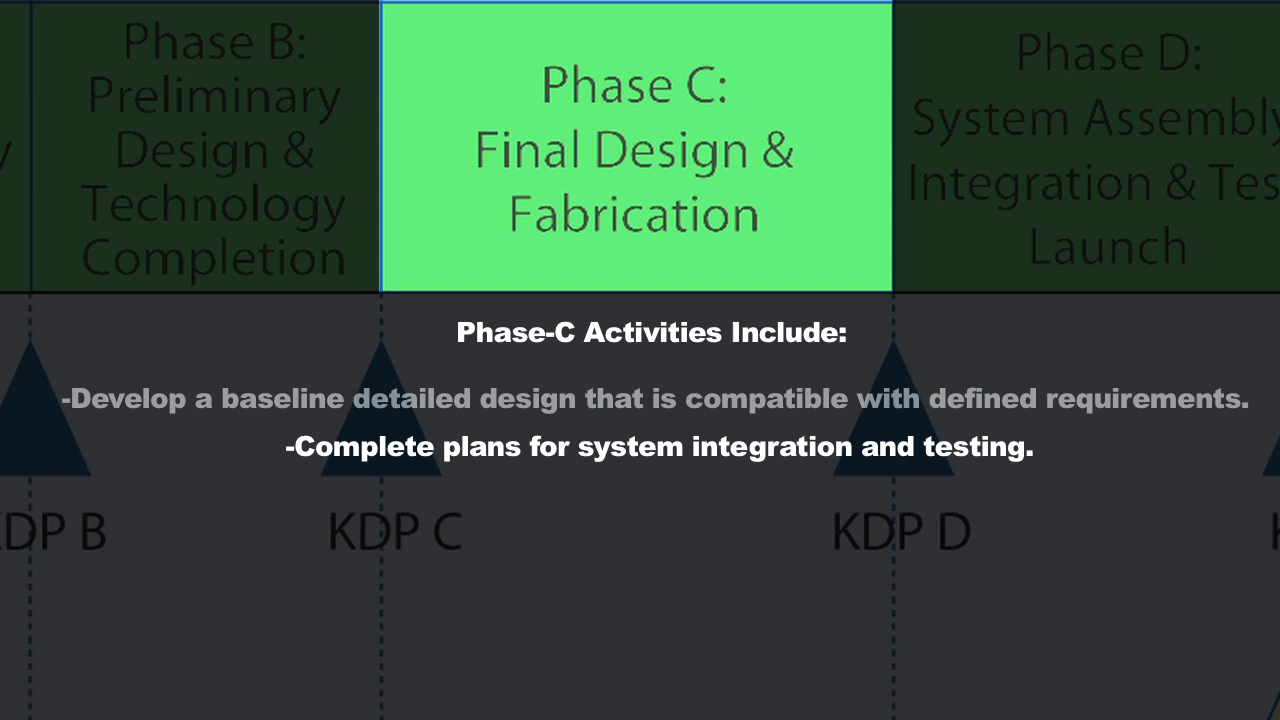 Phase B:
Preliminary
Design &
Technology
Completion
Phase C:
Final Design &
Fabrication
Phase D:
System Assembly
Integration & Tes
Launch
y
Phase-C Activities Include:
-Develop a baseline detailed design that is compatible with defined requirements.
-Complete plans for system integration and testing.
KDP B
KDP C
KDP D
K